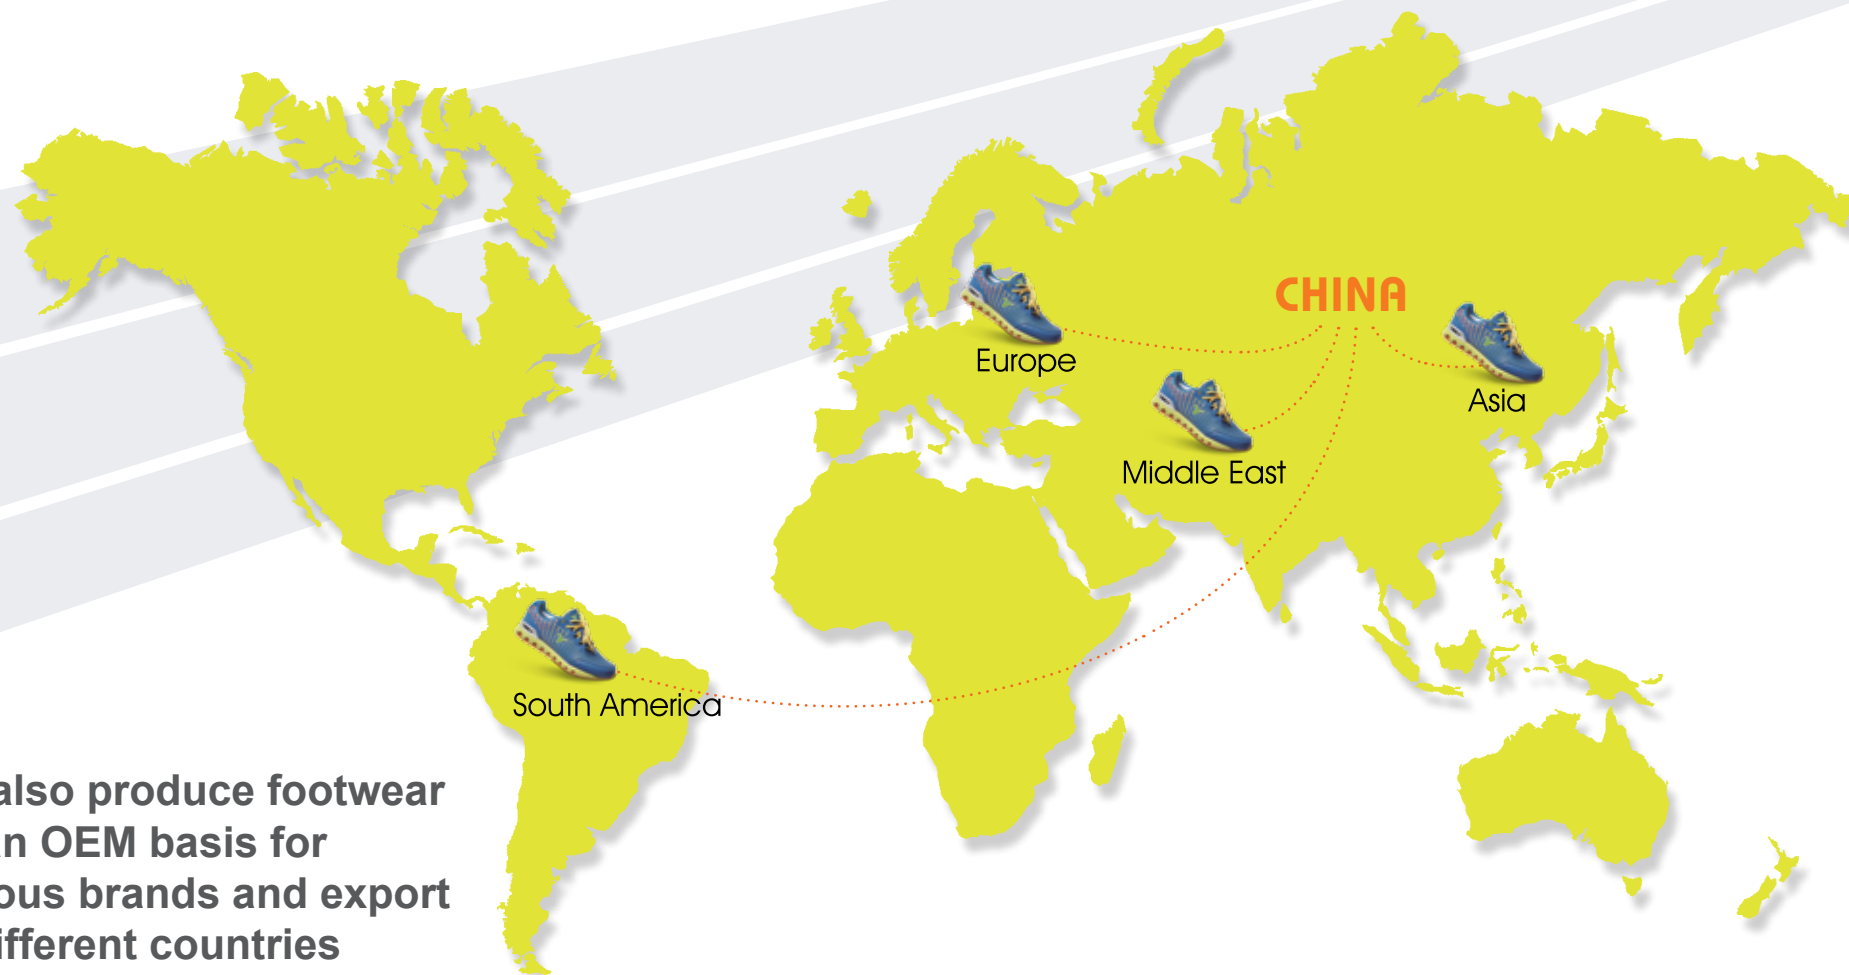 CHINA
Europe
Asia
Middle East
South America
also produce footwear
an OEM basis for
ous brands and export
ifferent countries